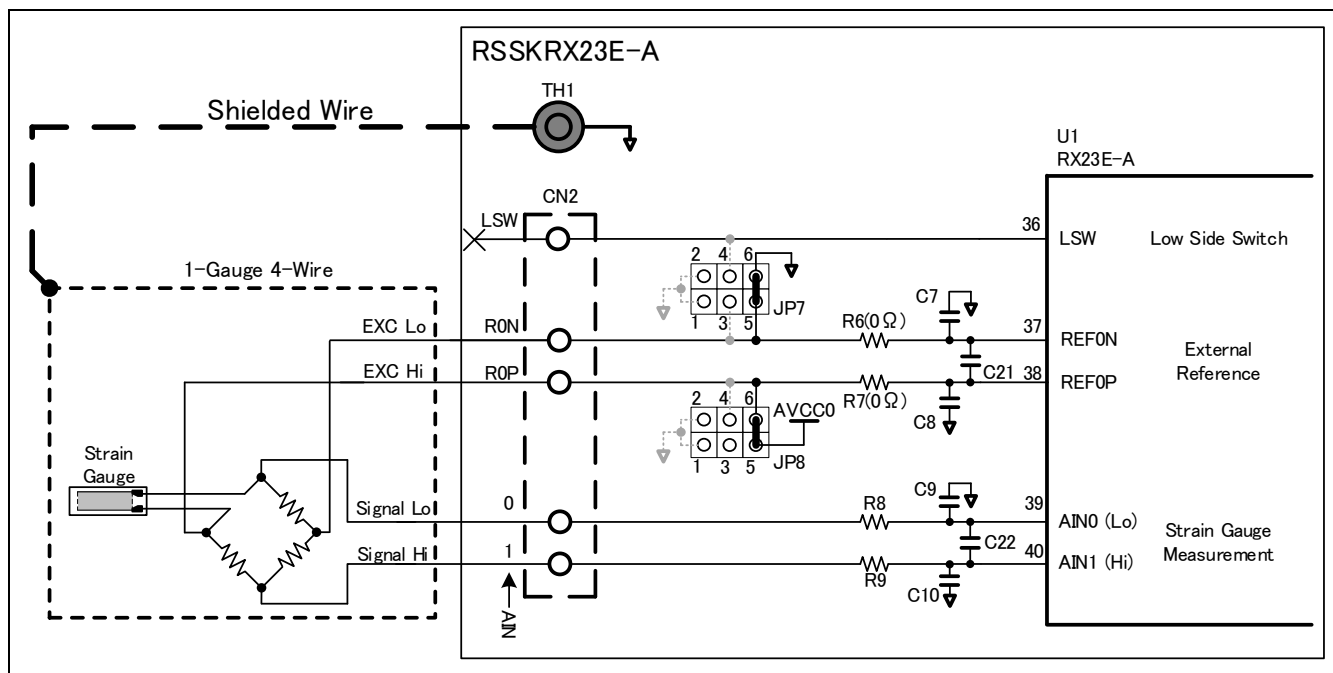 RSSKRX23E-A
TH1
Shielded Wire
U1
RX23E-A
CN2
LSW
36
LSW
Low Side Switch
1-Gauge 4-Wire
2 4 6
1 3 5
JP7
C7
EXC Lo
R0N
R6(0Ω)
37
REF0N
External
Reference
C21
EXC Hi
R0P
R7(0Ω)
38
REF0P
C8
2 4 6
AVCC0
1 3 5
JP8
Strain
Gauge
C9
Signal Lo
0
R8
39
AIN0 (Lo)
Strain Gauge
Measurement
C22
Signal Hi
1
R9
40
AIN1 (Hi)
C10
AIN